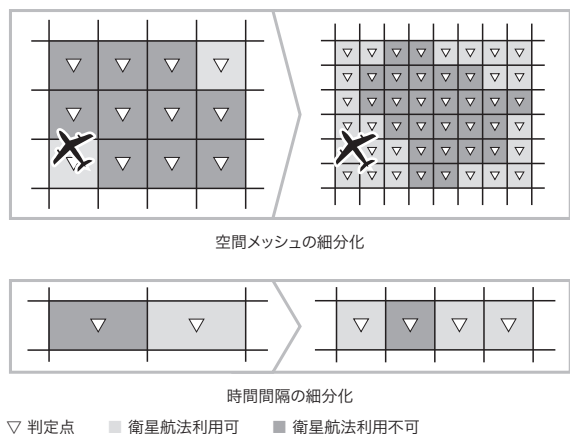 空間メッシュの細分化
時間間隔の細分化
▽ 判定点 ■ 衛星航法利用可 ■ 衛星航法利用不可